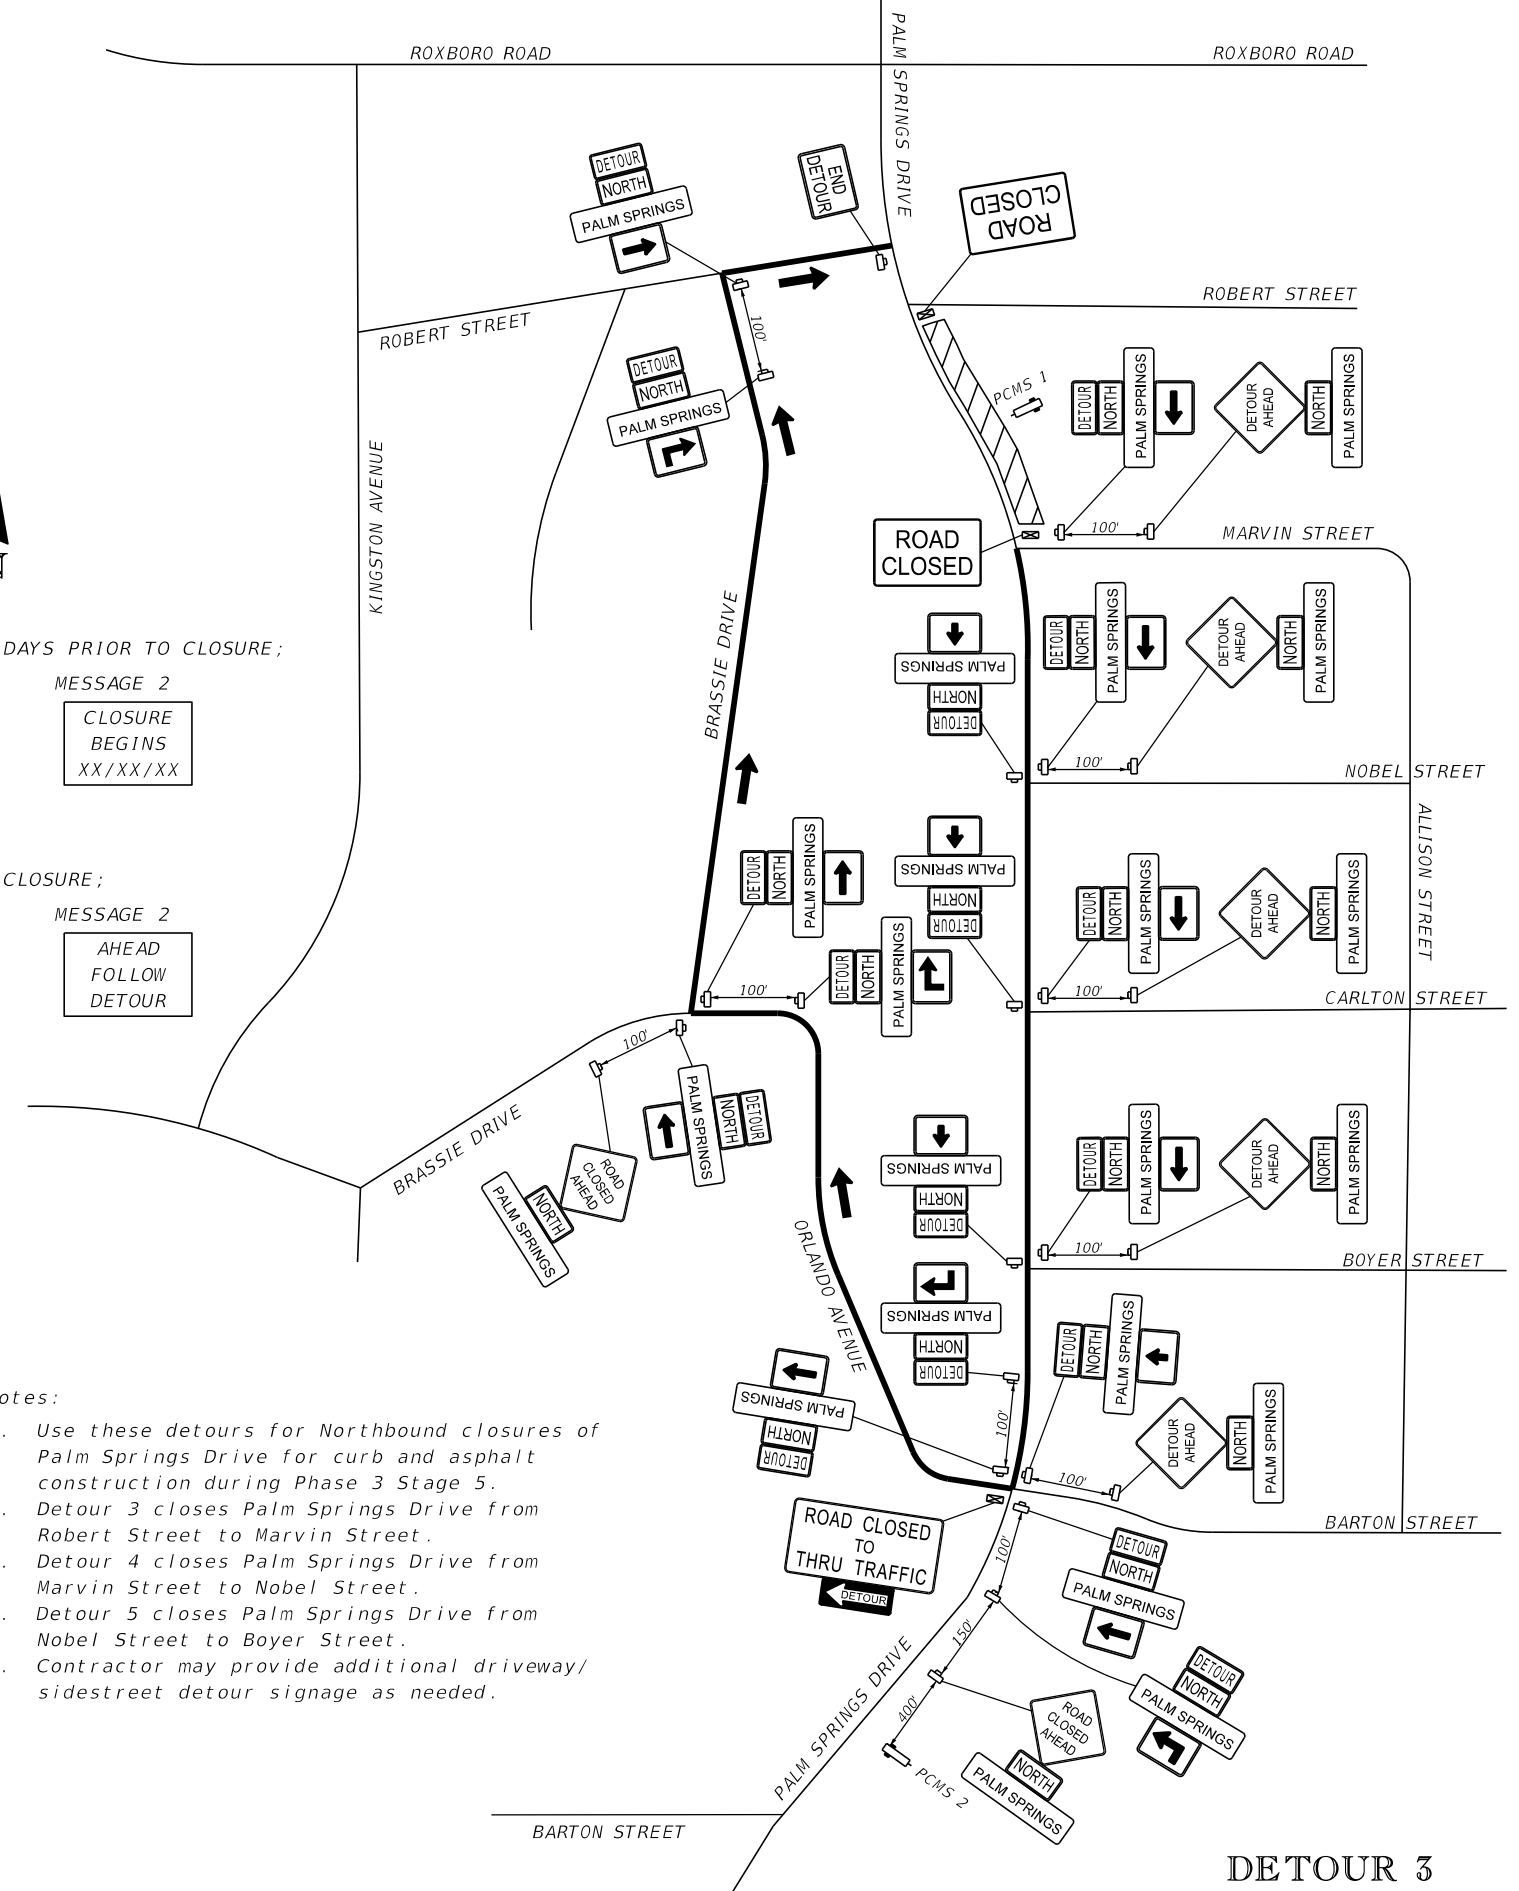 ROXBORO ROAD
ROXBORO ROAD
PALM SPRINGS DRIVE
DETOUR
NORTH
PALM SPRINGS
END
DETOUR
ROAD
CLOSED
ROBERT STREET
ROBERT STREET
100'
DETOUR
NORTH
PALM SPRINGS
PCMS 1
DETOUR
NORTH
PALM SPRINGS
DETOUR
AHEAD
NORTH
PALM SPRINGS
100'
MARVIN STREET
KINGSTON AVENUE
ROAD
CLOSED
BRASSIE DRIVE
N
DAYS PRIOR TO CLOSURE;
MESSAGE 2
CLOSURE
BEGINS
XX/XX/XX
PALM SPRINGS
NORTH
DETOUR
DETOUR
NORTH
PALM SPRINGS
DETOUR
AHEAD
NORTH
PALM SPRINGS
100'
NOBEL STREET
ALLISON STREET
CLOSURE;
MESSAGE 2
AHEAD
FOLLOW
DETOUR
DETOUR
NORTH
PALM SPRINGS
PALM SPRINGS
NORTH
DETOUR
DETOUR
NORTH
PALM SPRINGS
100'
DETOUR
NORTH
PALM SPRINGS
DETOUR
AHEAD
NORTH
PALM SPRINGS
100'
CARLTON STREET
100'
PALM SPRINGS
NORTH
DETOUR
BRASSIE DRIVE
ROAD
CLOSED
AHEAD
NORTH
PALM SPRINGS
PALM SPRINGS
NORTH
DETOUR
DETOUR
NORTH
PALM SPRINGS
DETOUR
AHEAD
NORTH
PALM SPRINGS
100'
BOYER STREET
ORLANDO AVENUE
PALM SPRINGS
NORTH
DETOUR
PALM SPRINGS
NORTH
DETOUR
100'
DETOUR
NORTH
PALM SPRINGS
DETOUR
AHEAD
NORTH
PALM SPRINGS
100'
BARTON STREET
otes:
. Use these detours for Northbound closures of
Palm Springs Drive for curb and asphalt
construction during Phase 3 Stage 5.
. Detour 3 closes Palm Springs Drive from
Robert Street to Marvin Street.
. Detour 4 closes Palm Springs Drive from
Marvin Street to Nobel Street.
. Detour 5 closes Palm Springs Drive from
Nobel Street to Boyer Street.
. Contractor may provide additional driveway/
sidestreet detour signage as needed.
ROAD CLOSED
TO
THRU TRAFFIC
DETOUR
100'
DETOUR
NORTH
PALM SPRINGS
150'
DETOUR
NORTH
PALM SPRINGS
400'
ROAD
CLOSED
AHEAD
NORTH
PALM SPRINGS
PCMS 2
PALM SPRINGS DRIVE
BARTON STREET
DETOUR 3